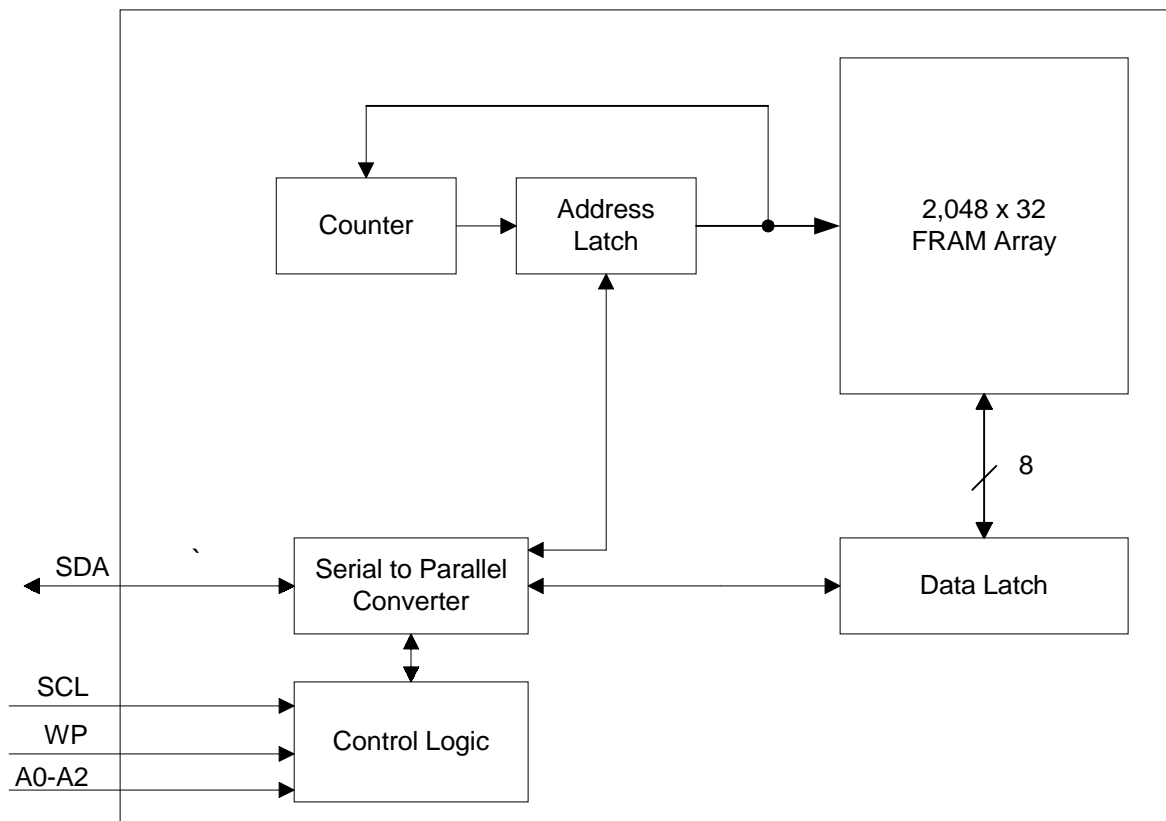 Counter
Address
Latch
2,048 x 32
FRAM Array
8
`
SDA
Serial to Parallel
Converter
Data Latch
SCL
WP
A0-A2
Control Logic